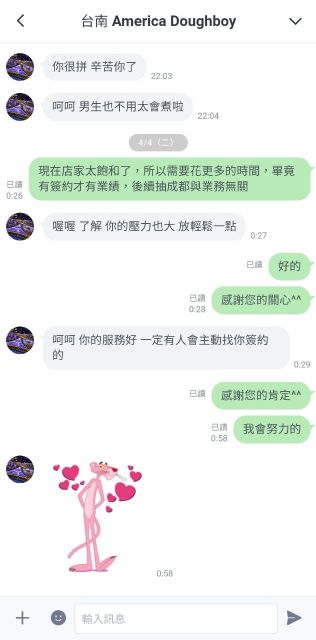 台南 America Doughboy
你很拼 辛苦你了
22:03
呵呵 男生也不用太會煮啦
22:04
4/4（二）
現在店家太飽和了，所以需要花更多的時間，畢竟
有簽約才有業績，後續抽成都與業務無關
已讀
0:26
喔喔 了解 你的壓力也大 放輕鬆一點
0:27
已讀
好的
已讀
0:28
感謝您的關心^^
呵呵 你的服務好 一定有人會主動找你簽約
的
0:29
已讀
感謝您的肯定^^
已讀
0:58
我會努力的
0:58
輸入訊息